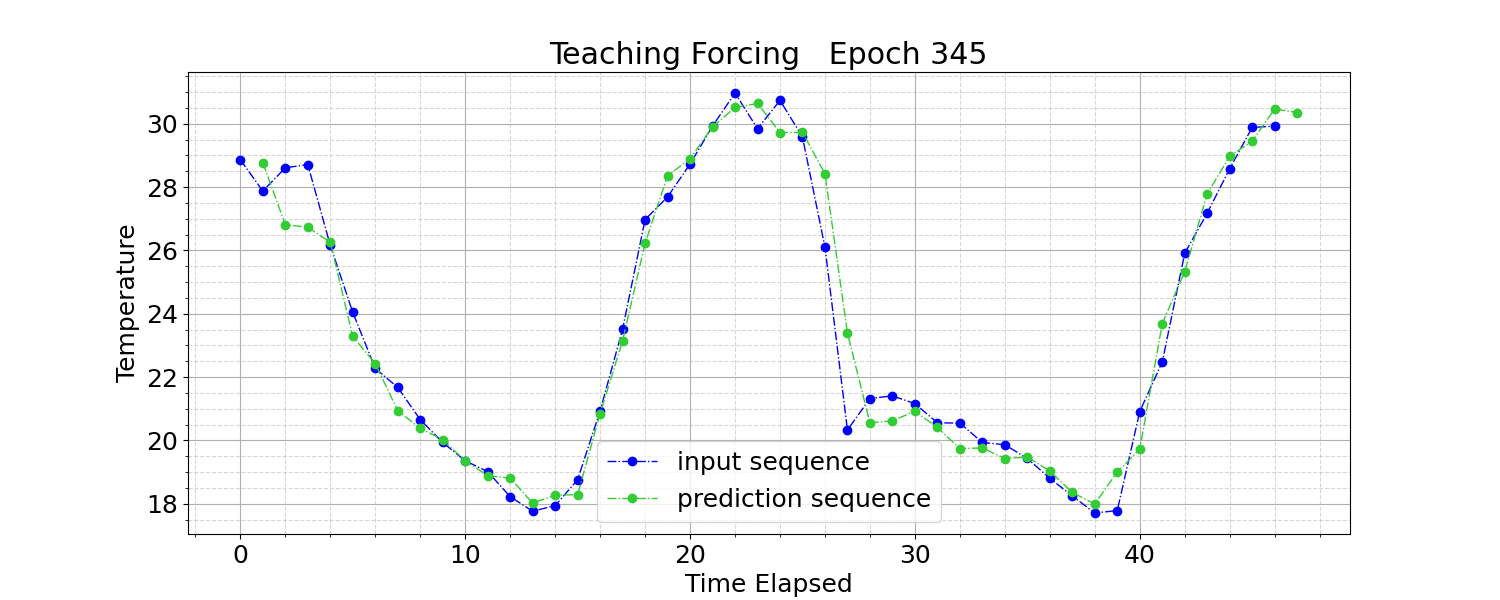 Teaching Forcing   Epoch 345
Temperature
30
28
26
24
22
20
18
input sequence
prediction sequence
0 10 20 30 40
Time Elapsed